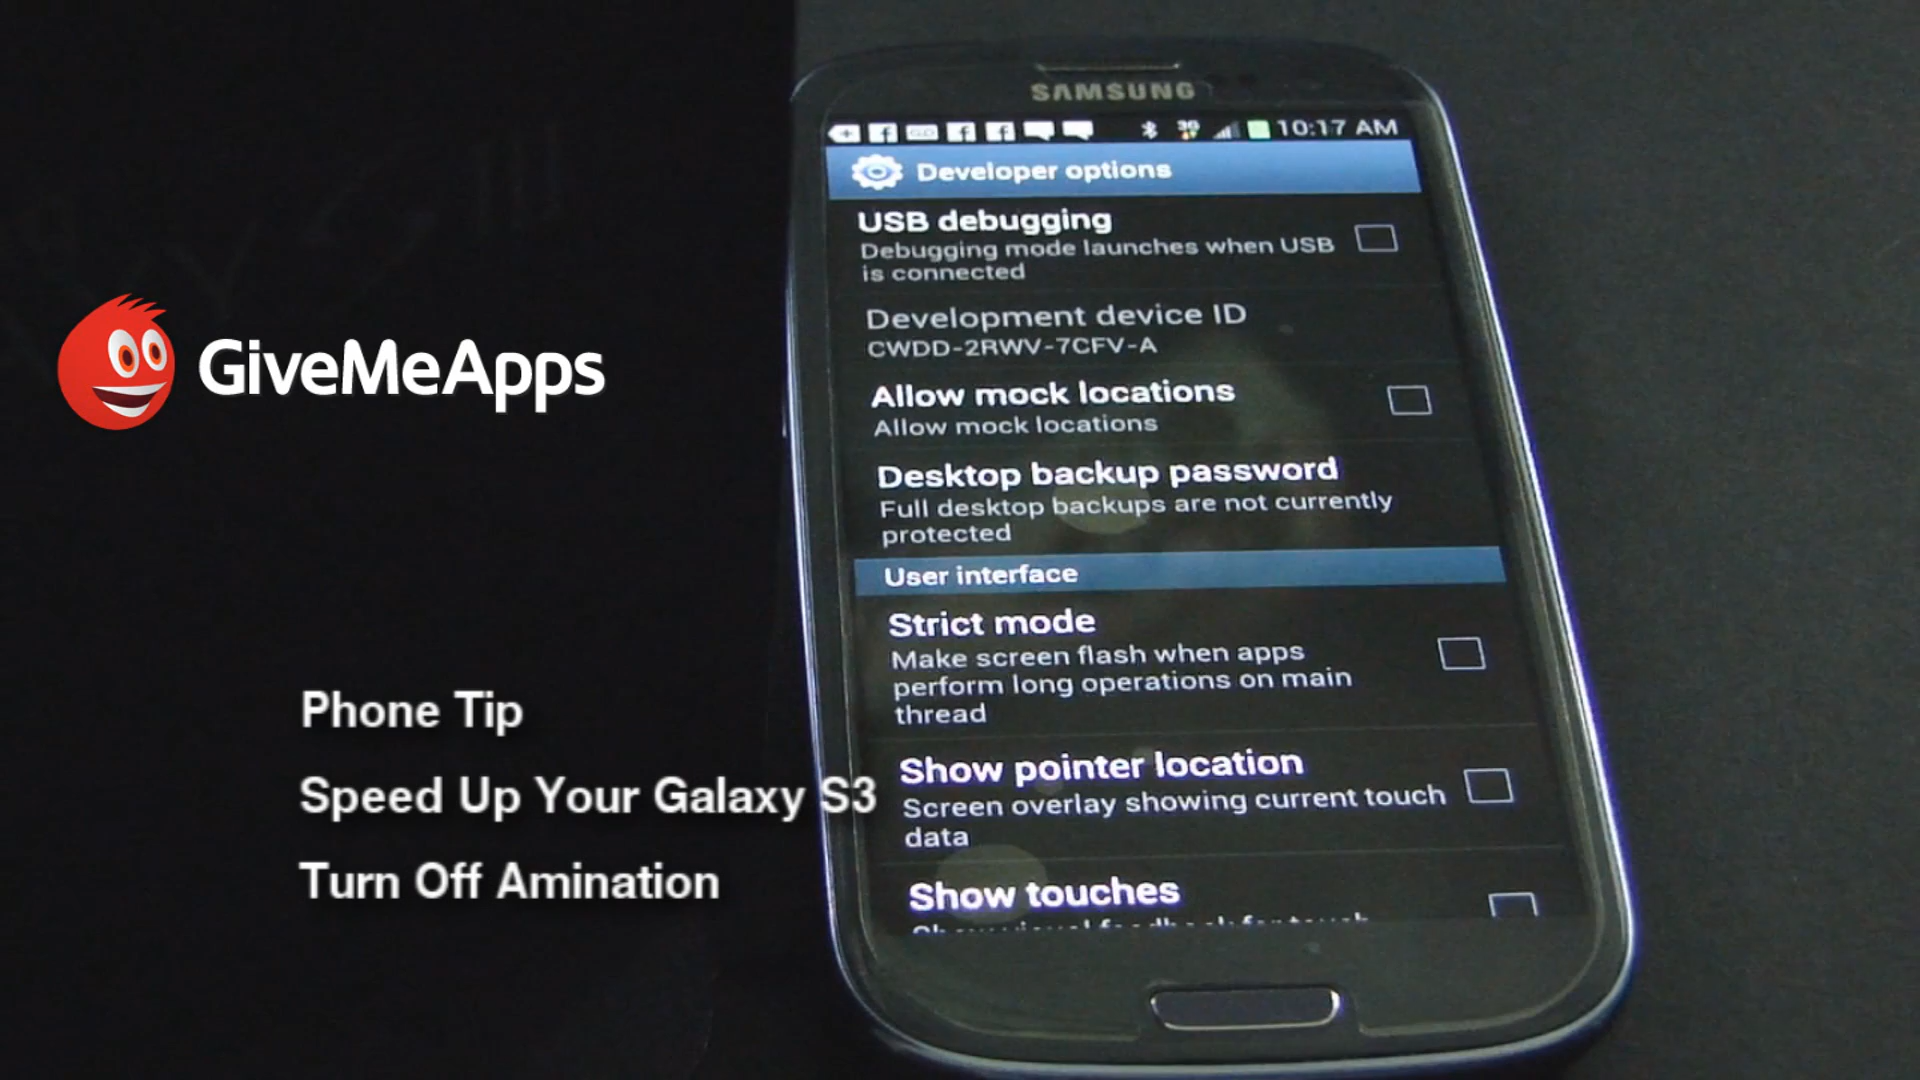 GiveMeApps
Phone Tip
Speed Up Your Galaxy S3
Turn Off Amination
SAMSUNG
3G
10:17 AM
Developer options
USB debugging
Debugging mode launches when USB
is connected
Development device ID
CWDD-2RWV-7CFV-A
Allow mock locations
Allow mock locations
Desktop backup password
Full desktop backups are not currently
protected
User interface
Strict mode
Make screen flash when apps
perform long operations on main
thread
Show pointer location
Screen overlay showing current touch
data
Show touches